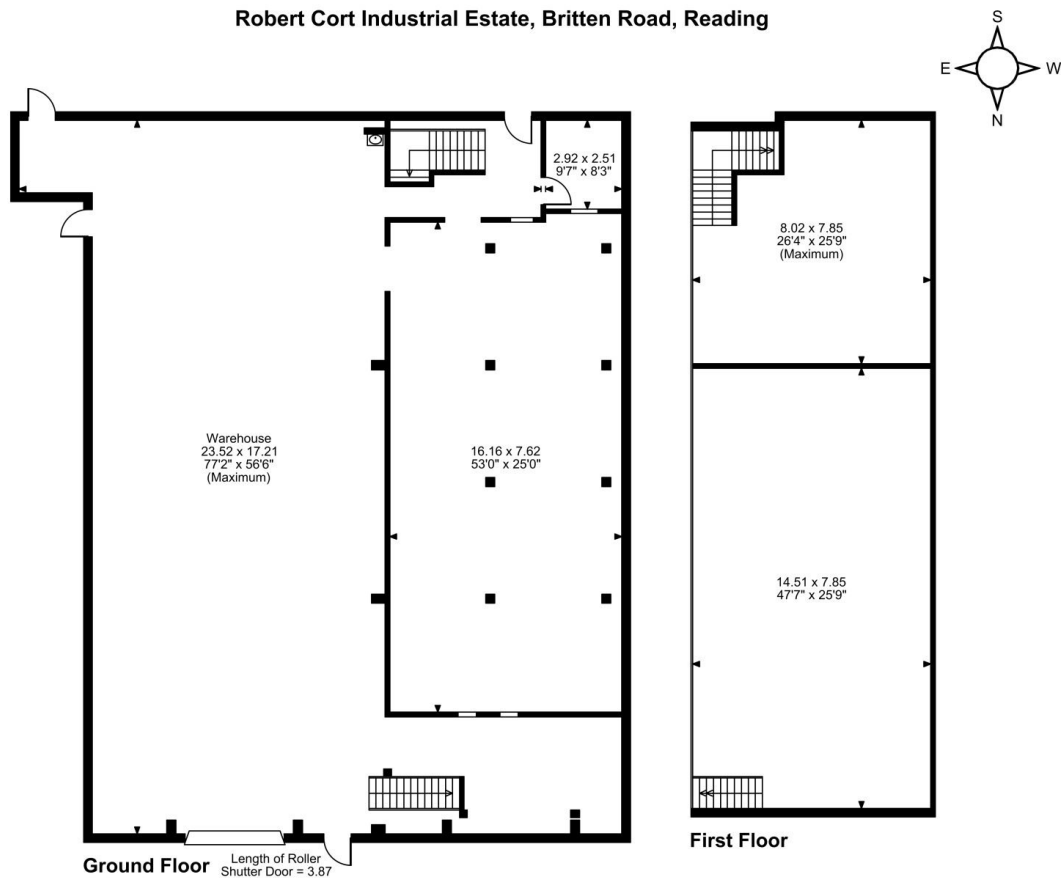 Robert Cort Industrial Estate, Britten Road, Reading
S
E
W
N
2.92 x 2.51
9'7" x 8'3"
8.02 x 7.85
26'4" x 25'9"
(Maximum)
Warehouse
23.52 x 17.21
77'2" x 56'6"
(Maximum)
16.16 x 7.62
53'0" x 25'0"
14.51 x 7.85
47'7" x 25'9"
Ground Floor
Length of Roller
Shutter Door = 3.87
First Floor